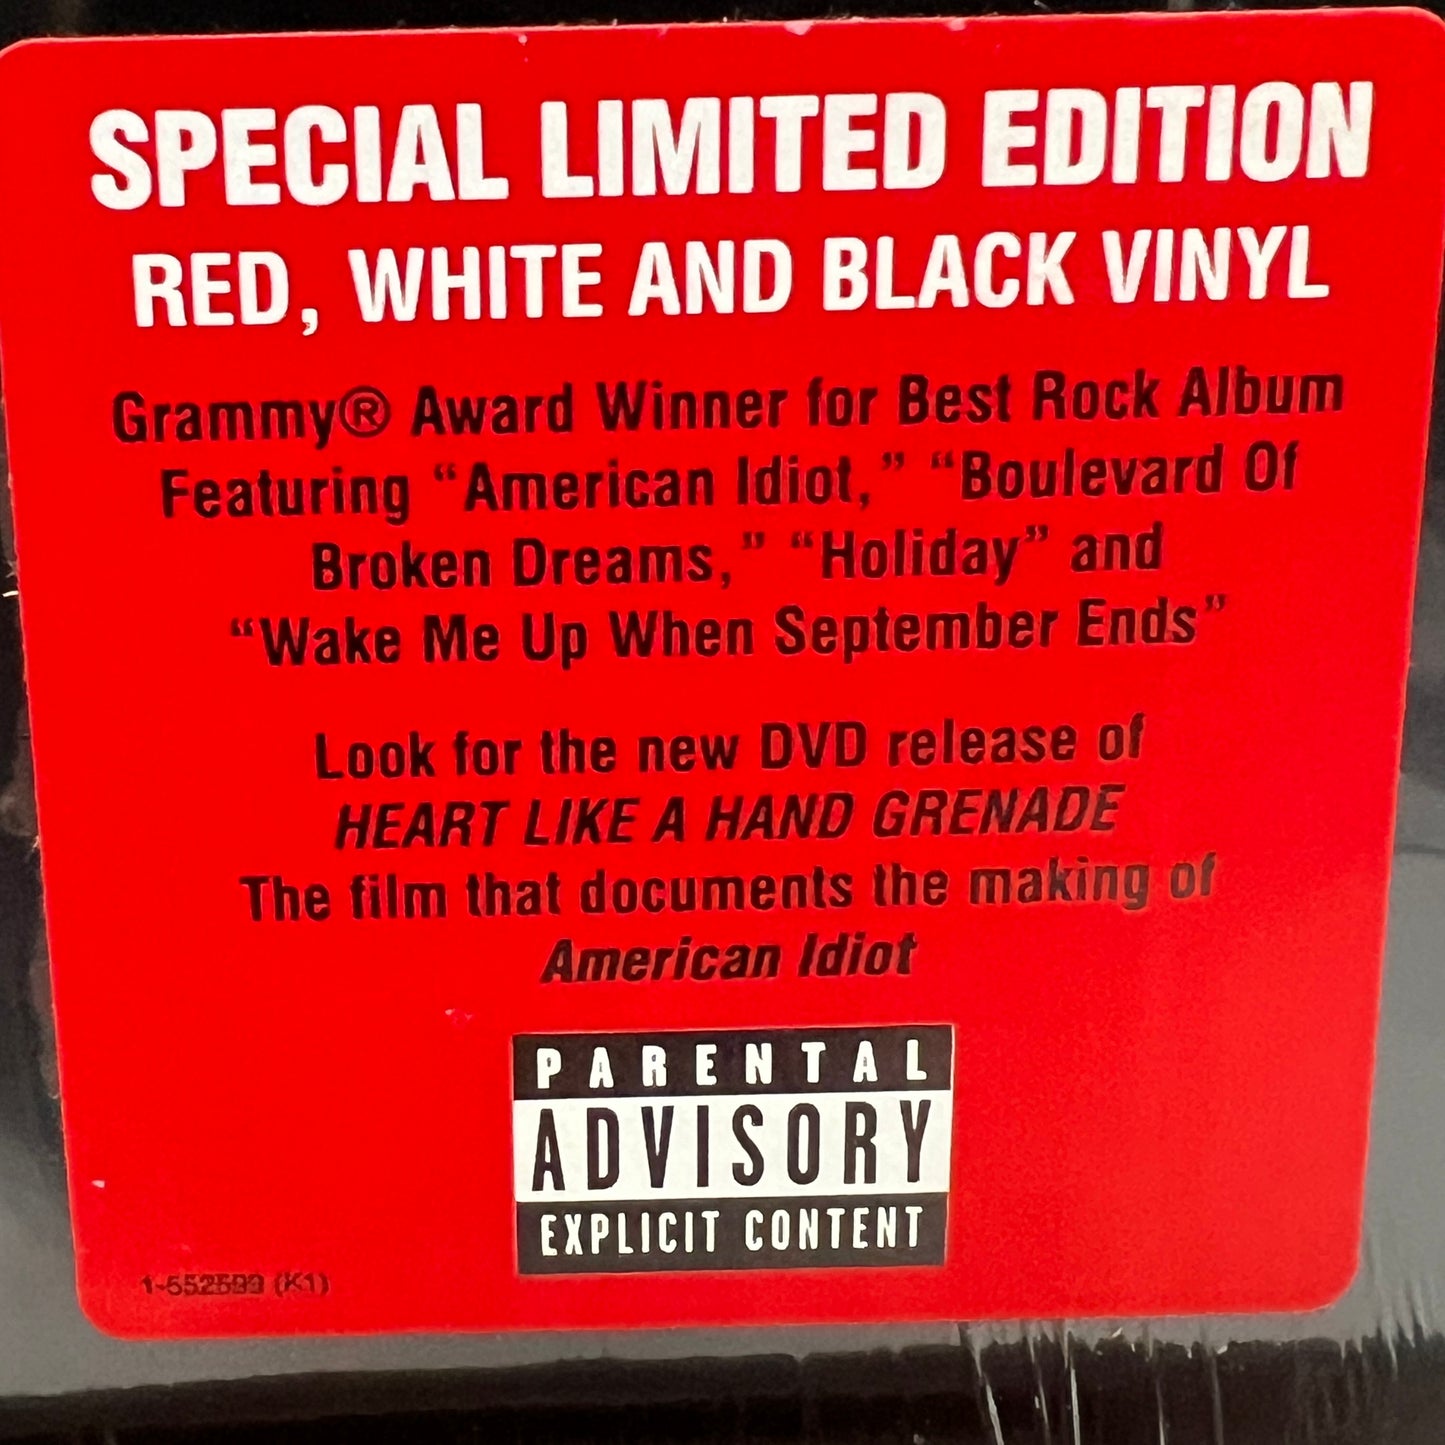 SPECIAL LIMITED EDITION
RED, WHITE AND BLACK VINYL
Grammy® Award Winner for Best Rock Album
Featuring “American Idiot,” “Boulevard Of
Broken Dreams,” “Holiday” and
“Wake Me Up When September Ends”
Look for the new DVD release of
HEART LIKE A HAND GRENADE
The film that documents the making of
American Idiot
PARENTAL
ADVISORY
EXPLICIT CONTENT
(K1)